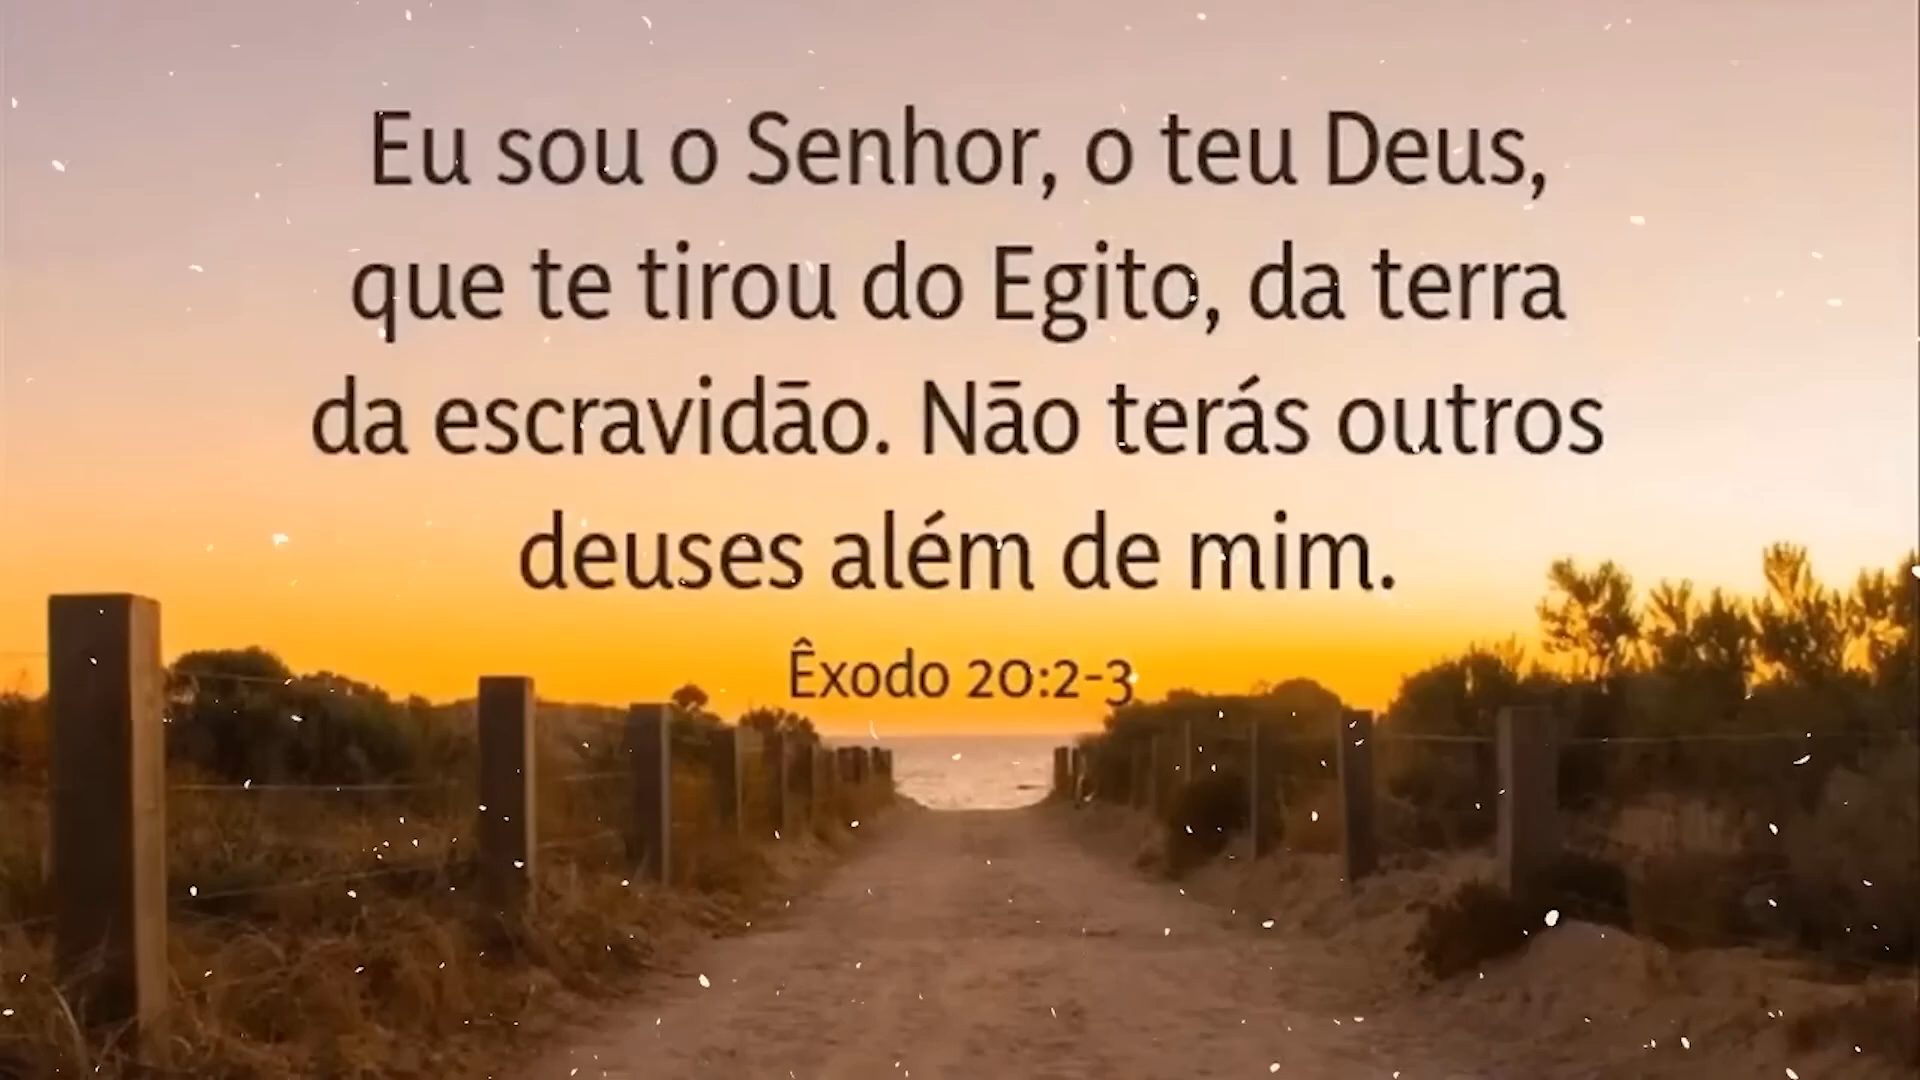 Eu sou o Senhor, o teu Deus,
que te tirou do Egito, da terra
da escravidão. Não terás outros
deuses além de mim.
Êxodo 20:2-3